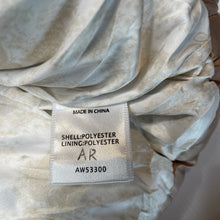 MADE IN CHINA
SHELL:POLYESTER
LINING:POLYESTER
AR
AWS3300